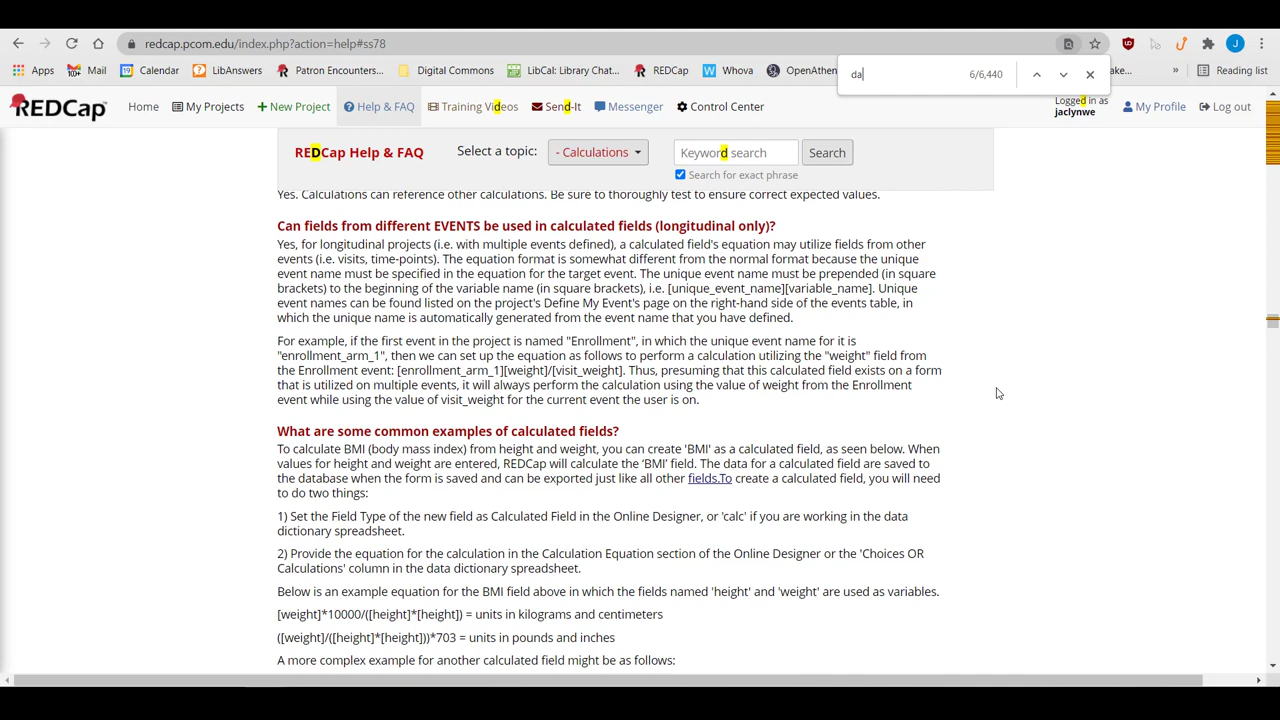 redcap.pcom.edu/index.php?action=help#ss78
J
Apps
10+ Mail
Calendar
LibAnswers
Patron Encounters...
Digital Commons
LibCal: Library Ch...
REDCap
Whova
OpenAthen
ke...
»
Reading list
da
6/6,440
REDCap
Home
My Projects
New Project
Help & FAQ
Training Videos
Send-It
Messenger
Control Center
Logged in as
jaclynwe
My Profile
Log out
REDCap Help & FAQ
Select a topic:
- Calculations
Keyword search
Search
Search for exact phrase
Yes. Calculations can reference other calculations. Be sure to thoroughly test to ensure correct expected values.
Can fields from different EVENTS be used in calculated fields (longitudinal only)?
Yes, for longitudinal projects (i.e. with multiple events defined), a calculated field's equation may utilize fields from other
events (i.e. visits, time-points). The equation format is somewhat different from the normal format because the unique
event name must be specified in the equation for the target event. The unique event name must be prepended (in square
brackets) to the beginning of the variable name (in square brackets), i.e. [unique_event_name][variable_name]. Unique
event names can be found listed on the project's Define My Event's page on the right-hand side of the events table, in
which the unique name is automatically generated from the event name that you have defined.
For example, if the first event in the project is named "Enrollment", in which the unique event name for it is
"enrollment_arm_1", then we can set up the equation as follows to perform a calculation utilizing the "weight" field from
the Enrollment event: [enrollment_arm_1][weight]/[visit_weight]. Thus, presuming that this calculated field exists on a form
that is utilized on multiple events, it will always perform the calculation using the value of weight from the Enrollment
event while using the value of visit_weight for the current event the user is on.
What are some common examples of calculated fields?
To calculate BMI (body mass index) from height and weight, you can create 'BMI' as a calculated field, as seen below. When
values for height and weight are entered, REDCap will calculate the ‘BMI’ field. The data for a calculated field are saved to
the database when the form is saved and can be exported just like all other fields.To create a calculated field, you will need
to do two things:
1) Set the Field Type of the new field as Calculated Field in the Online Designer, or 'calc' if you are working in the data
dictionary spreadsheet.
2) Provide the equation for the calculation in the Calculation Equation section of the Online Designer or the 'Choices OR
Calculations' column in the data dictionary spreadsheet.
Below is an example equation for the BMI field above in which the fields named 'height' and 'weight' are used as variables.
[weight]*10000/([height]*[height]) = units in kilograms and centimeters
([weight]/([height]*[height]))*703 = units in pounds and inches
A more complex example for another calculated field might be as follows: